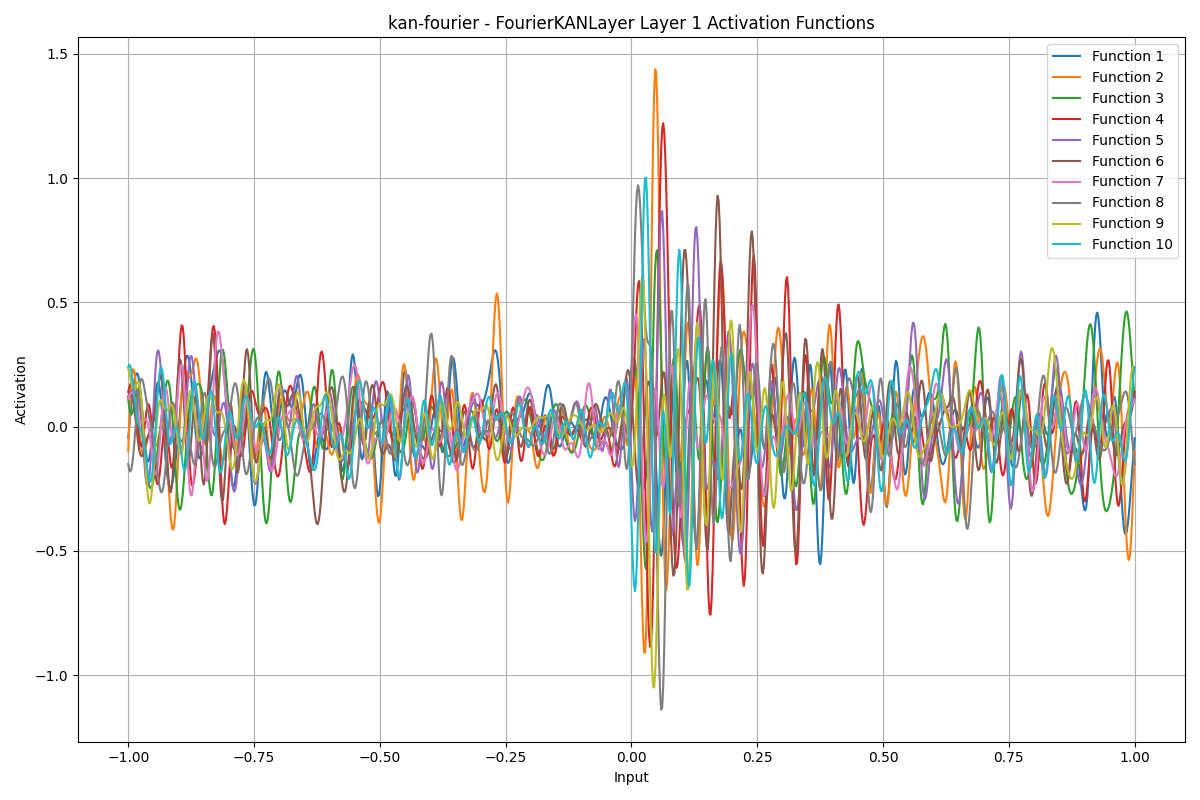 kan-fourier - FourierKANLayer Layer 1 Activation Functions
1.5
1.0
0.5
0.0
−0.5
−1.0
Activation
Function 1
Function 2
Function 3
Function 4
Function 5
Function 6
Function 7
Function 8
Function 9
Function 10
−1.00 −0.75 −0.50 −0.25 0.00 0.25 0.50 0.75 1.00
Input